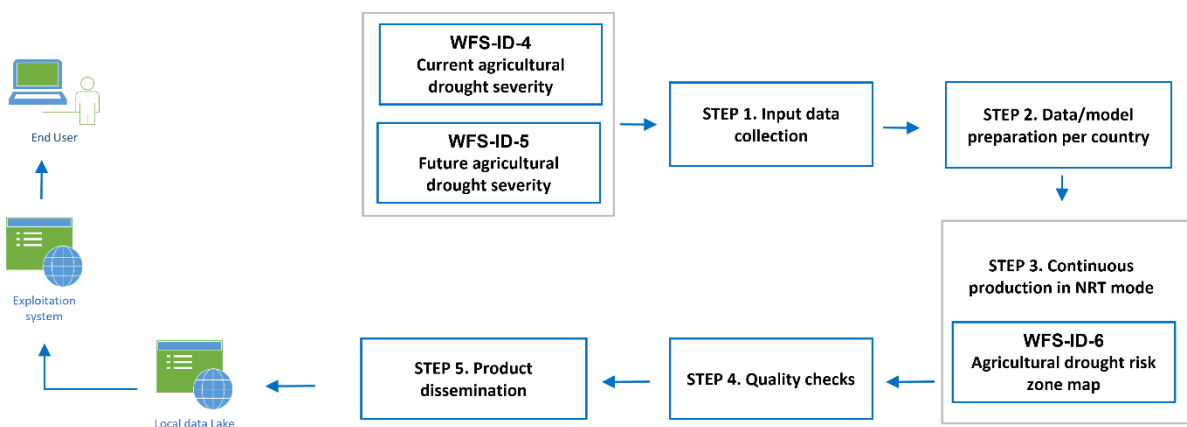 WFS-ID-4
Current agricultural
drought severity
WFS-ID-5
Future agricultural
drought severity
STEP 1. Input data
collection
STEP 2. Data/model
preparation per country
STEP 3. Continuous
production in NRT mode
WFS-ID-6
Agricultural drought risk
zone map
STEP 4. Quality checks
STEP 5. Product
dissemination
Local data Lake
Exploitation
system
End User